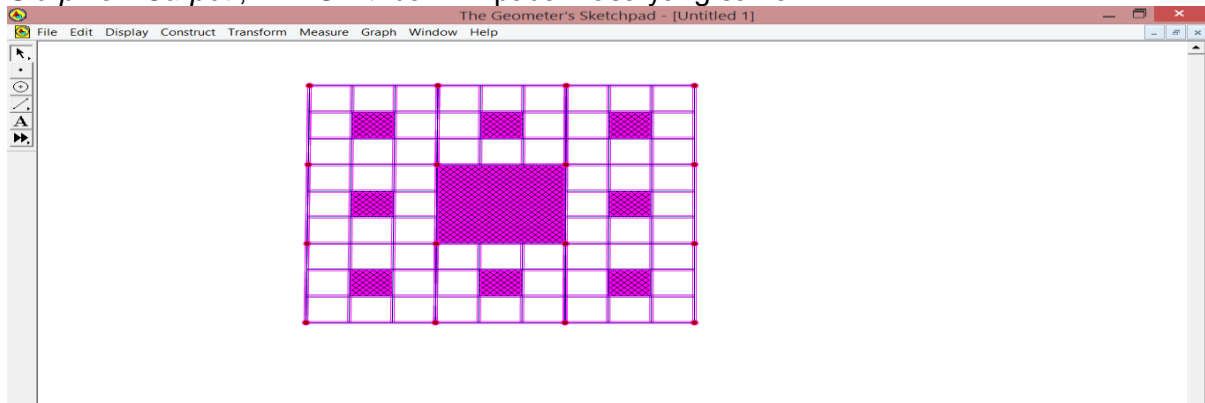 The Geometer's Sketchpad - [Untitled 1]
File Edit Display Construct Transform Measure Graph Window Help
A